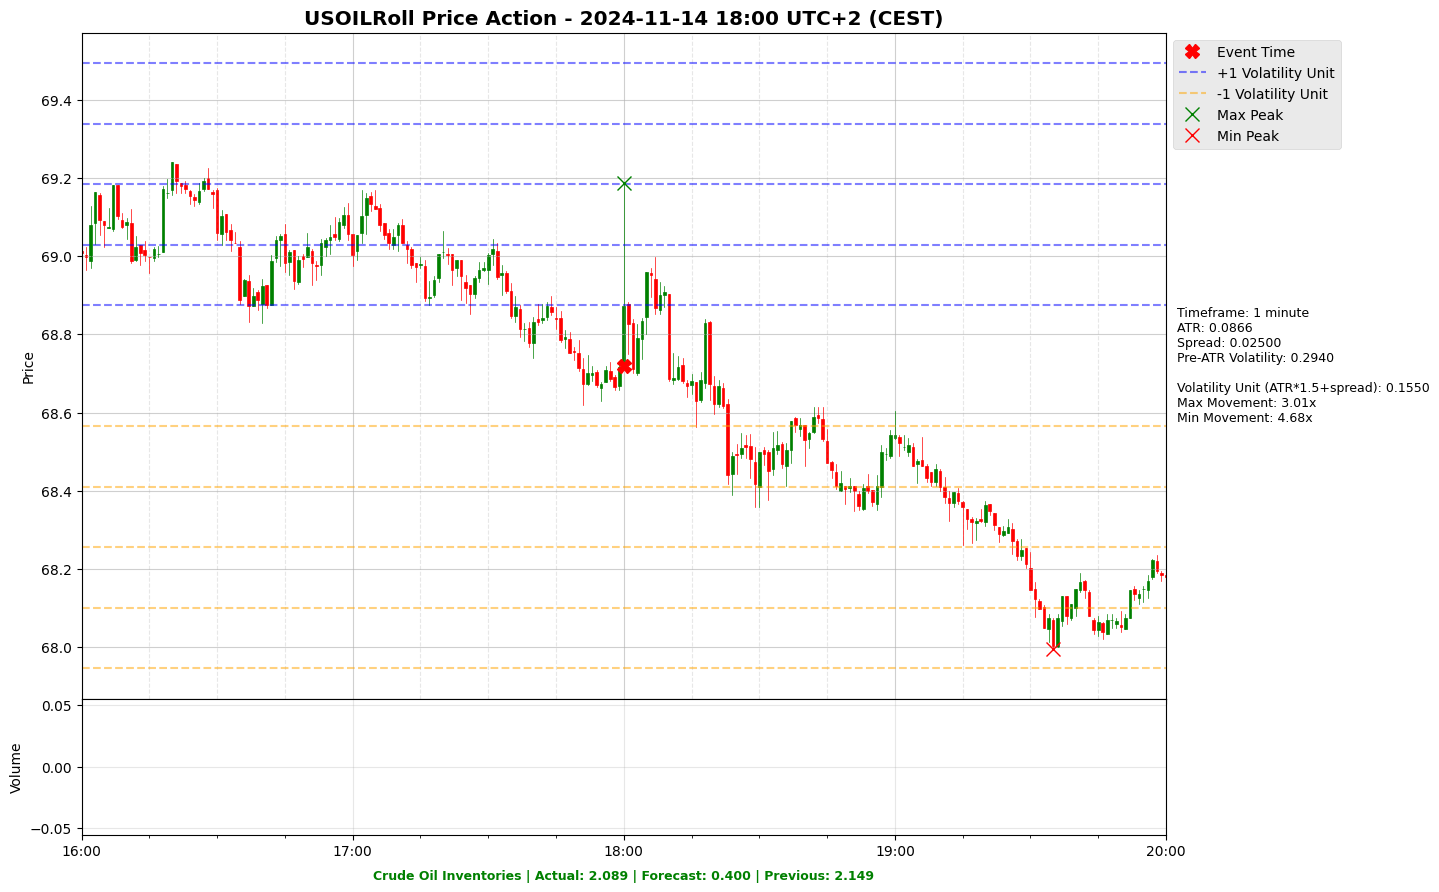 USOILRoll Price Action - 2024-11-14 18:00 UTC+2 (CEST)
Event Time
+1 Volatility Unit
-1 Volatility Unit
Max Peak
Min Peak
Price
69.4
69.2
69.0
68.8
68.6
68.4
68.2
68.0
Timeframe: 1 minute
ATR: 0.0866
Spread: 0.02500
Pre-ATR Volatility: 0.2940
Volatility Unit (ATR*1.5+spread): 0.1550
Max Movement: 3.01x
Min Movement: 4.68x
Volume
0.05
0.00
−0.05
16:00
17:00
18:00
19:00
20:00
Crude Oil Inventories | Actual: 2.089 | Forecast: 0.400 | Previous: 2.149